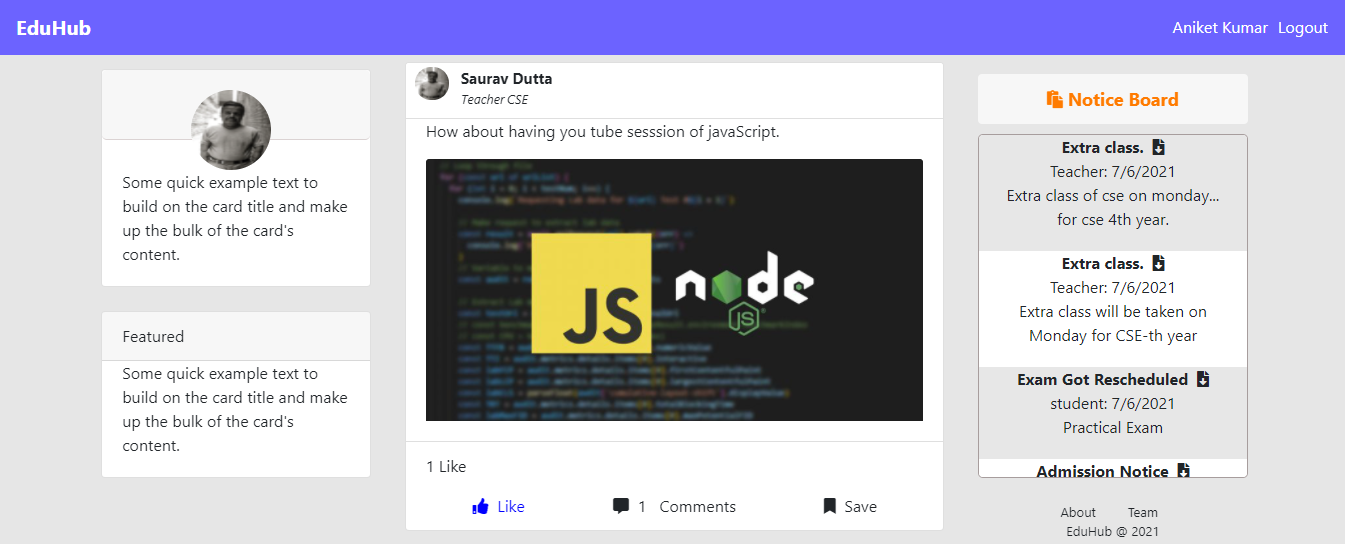 EduHub
Aniket Kumar Logout
Some quick example text to
build on the card title and make
up the bulk of the card's
content.
Featured
Some quick example text to
build on the card title and make
up the bulk of the card's
content.
Saurav Dutta
Teacher CSE
How about having you tube sesssion of javaScript.
JS
node
JS
1 Like
Like
1 Comments
Save
Notice Board
Extra class.
Teacher: 7/6/2021
Extra class of cse on monday...
for cse 4th year.
Extra class.
Teacher: 7/6/2021
Extra class will be taken on
Monday for CSE-th year
Exam Got Rescheduled
student: 7/6/2021
Practical Exam
Admission Notice
About Team
EduHub @ 2021